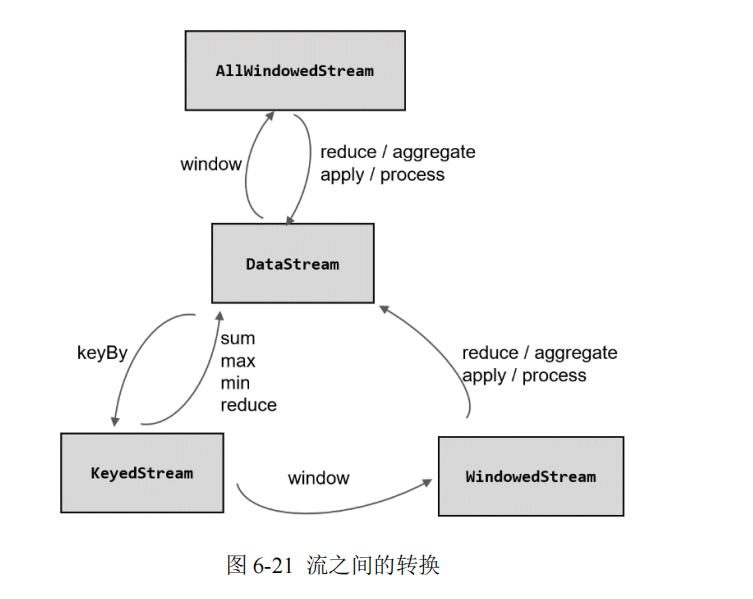 AllWindowedStream
window
reduce / aggregate
apply / process
DataStream
keyBy
sum
max
min
reduce
reduce / aggregate
apply / process
KeyedStream
window
WindowedStream
图 6-21 流之间的转换